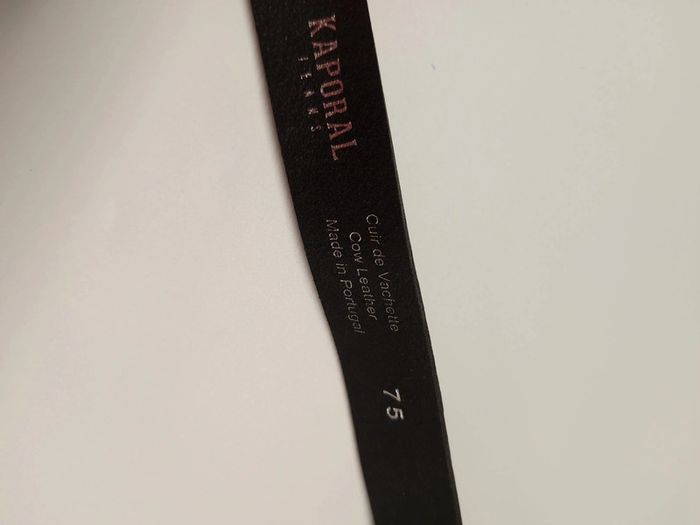 KAPORAL
JEANS
Cuir de Vachette
Cow Leather
Made in Portugal
75